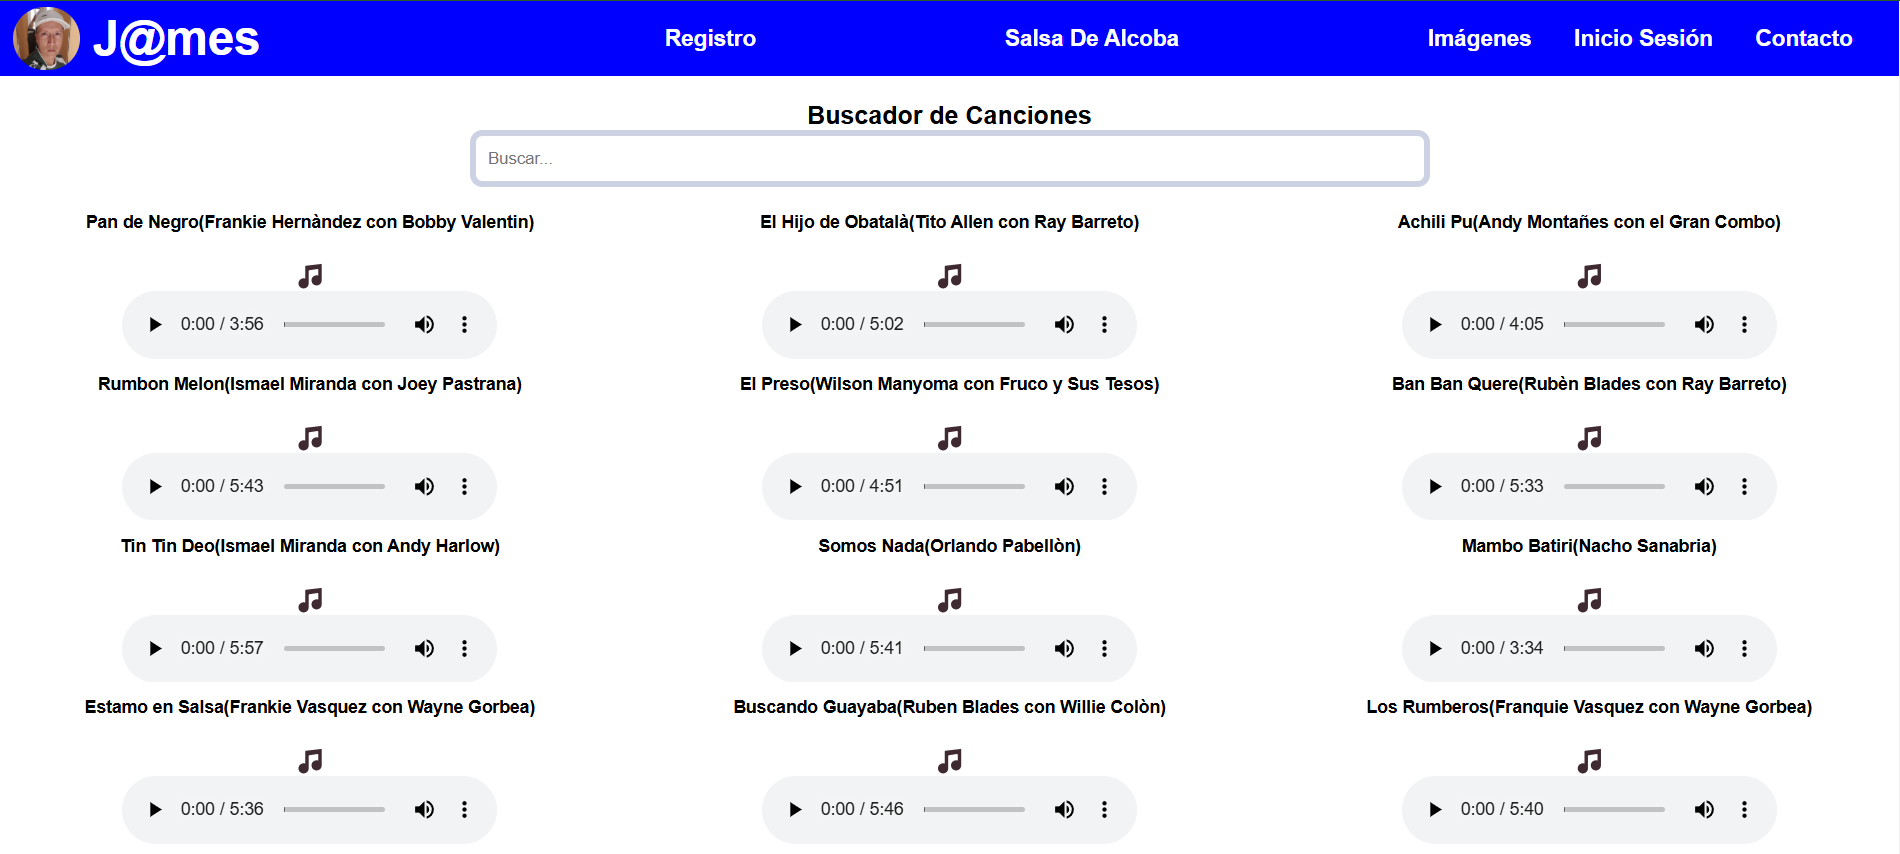 J@mes Registro Salsa De Alcoba Imágenes Inicio Sesión Contacto
Buscador de Canciones
Buscar...
Pan de Negro(Frankie Hernàndez con Bobby Valentin) El Hijo de Obatalà(Tito Allen con Ray Barreto) Achili Pu(Andy Montañes con el Gran Combo)
0:00 / 3:56 0:00 / 5:02 0:00 / 4:05
Rumbon Melon(Ismael Miranda con Joey Pastrana) El Preso(Wilson Manyoma con Fruco y Sus Tesos) Ban Ban Quere(Rubèn Blades con Ray Barreto)
0:00 / 5:43 0:00 / 4:51 0:00 / 5:33
Tin Tin Deo(Ismael Miranda con Andy Harlow) Somos Nada(Orlando Pabellòn) Mambo Batiri(Nacho Sanabria)
0:00 / 5:57 0:00 / 5:41 0:00 / 3:34
Estamo en Salsa(Frankie Vasquez con Wayne Gorbea) Buscando Guayaba(Ruben Blades con Willie Colòn) Los Rumberos(Franquie Vasquez con Wayne Gorbea)
0:00 / 5:36 0:00 / 5:46 0:00 / 5:40